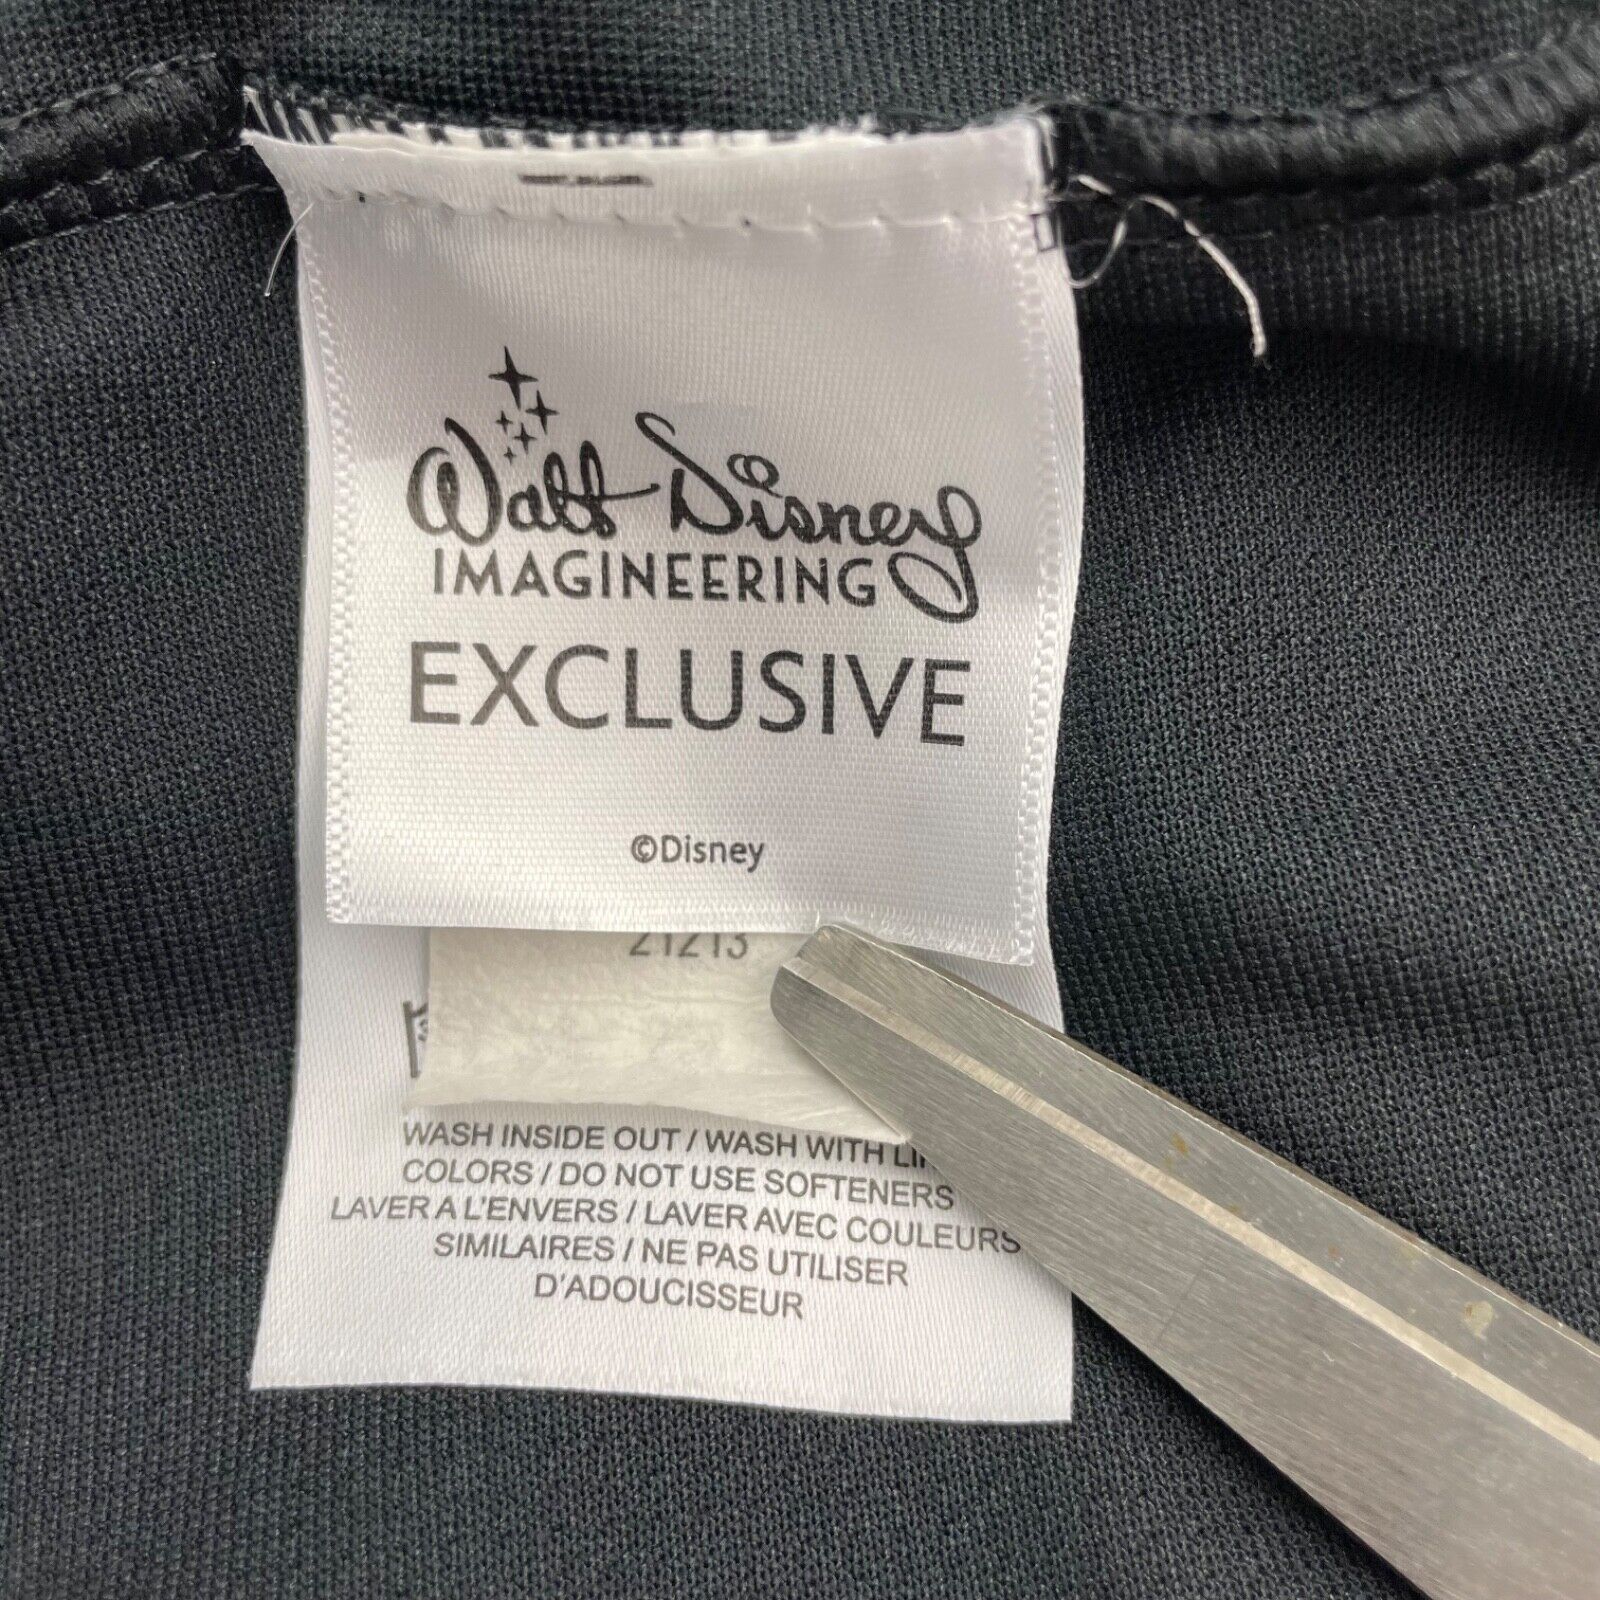 Walt Disney
IMAGINEERING
EXCLUSIVE
©Disney
21213
WASH INSIDE OUT / WASH WITH
COLORS / DO NOT USE SOFTENERS
LAVER A L'ENVERS / LAVER AVEC COULEURS
SIMILAIRES / NE PAS UTILISER
D'ADOUCISSEUR